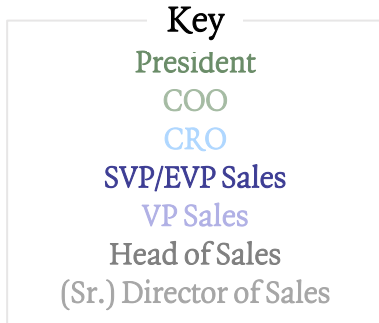 Key
President
COO
CRO
SVP/EVP Sales
VP Sales
Head of Sales
(Sr.) Director of Sales